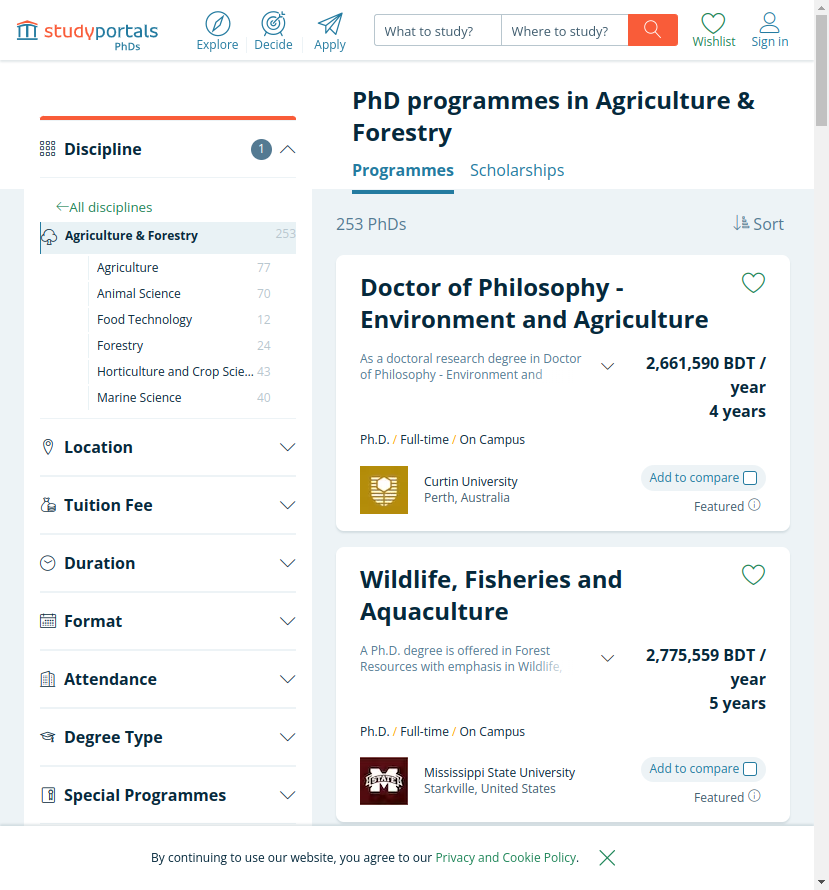 studyportals
PhDs
Explore
Decide
Apply
What to study?
Where to study?
Wishlist
Sign in
PhD programmes in Agriculture &
Forestry
Programmes
Scholarships
Discipline
1
All disciplines
Agriculture & Forestry 253
Agriculture 77
Animal Science 70
Food Technology 12
Forestry 24
Horticulture and Crop Scie... 43
Marine Science 40
Location
Tuition Fee
Duration
Format
Attendance
Degree Type
Special Programmes
253 PhDs
Sort
Doctor of Philosophy -
Environment and Agriculture
As a doctoral research degree in Doctor
of Philosophy - Environment and
2,661,590 BDT /
year
4 years
Ph.D. / Full-time / On Campus
Curtin University
Perth, Australia
Add to compare
Featured
Wildlife, Fisheries and
Aquaculture
A Ph.D. degree is offered in Forest
Resources with emphasis in Wildlife,
2,775,559 BDT /
year
5 years
Ph.D. / Full-time / On Campus
STATE
Mississippi State University
Starkville, United States
Add to compare
Featured
By continuing to use our website, you agree to our Privacy and Cookie Policy.